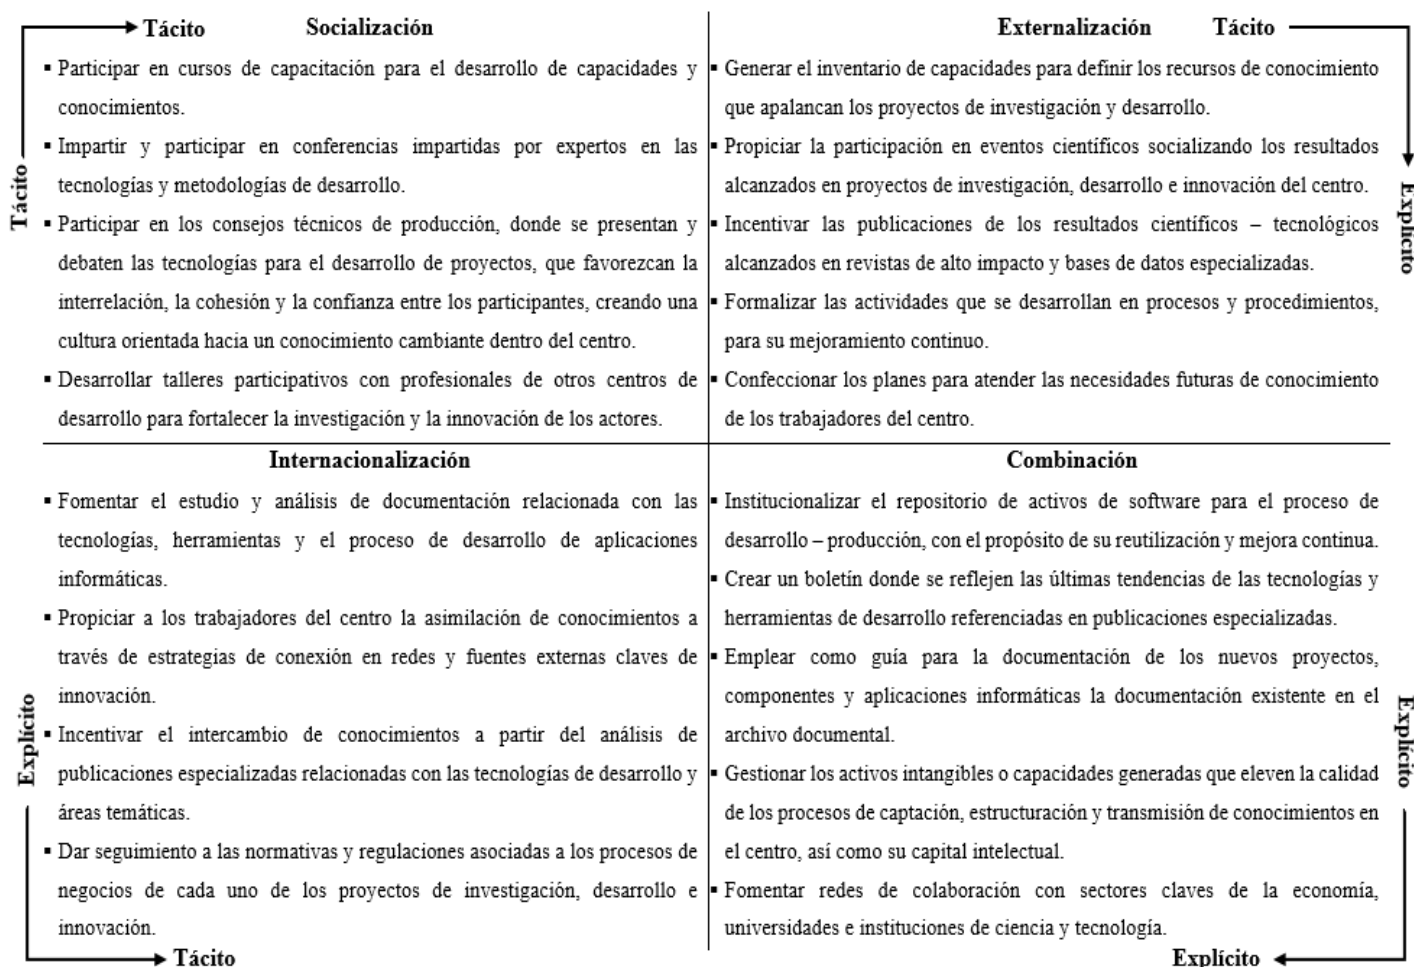 Tácito Socialización
Tácito
▪ Participar en cursos de capacitación para el desarrollo de capacidades y
conocimientos.
▪ Impartir y participar en conferencias impartidas por expertos en las
tecnologías y metodologías de desarrollo.
▪ Participar en los consejos técnicos de producción, donde se presentan y
debaten las tecnologías para el desarrollo de proyectos, que favorezcan la
interrelación, la cohesión y la confianza entre los participantes, creando una
cultura orientada hacia un conocimiento cambiante dentro del centro.
▪ Desarrollar talleres participativos con profesionales de otros centros de
desarrollo para fortalecer la investigación y la innovación de los actores.
Externalización Tácito
Explícito
▪ Generar el inventario de capacidades para definir los recursos de conocimiento
que apalancan los proyectos de investigación y desarrollo.
▪ Propiciar la participación en eventos científicos socializando los resultados
alcanzados en proyectos de investigación, desarrollo e innovación del centro.
▪ Incentivar las publicaciones de los resultados científicos – tecnológicos
alcanzados en revistas de alto impacto y bases de datos especializadas.
▪ Formalizar las actividades que se desarrollan en procesos y procedimientos,
para su mejoramiento continuo.
▪ Confeccionar los planes para atender las necesidades futuras de conocimiento
de los trabajadores del centro.
Internacionalización
▪ Fomentar el estudio y análisis de documentación relacionada con las
tecnologías, herramientas y el proceso de desarrollo de aplicaciones
informáticas.
▪ Propiciar a los trabajadores del centro la asimilación de conocimientos a
través de estrategias de conexión en redes y fuentes externas claves de
innovación.
▪ Incentivar el intercambio de conocimientos a partir del análisis de
publicaciones especializadas relacionadas con las tecnologías de desarrollo y
áreas temáticas.
▪ Dar seguimiento a las normativas y regulaciones asociadas a los procesos de
negocios de cada uno de los proyectos de investigación, desarrollo e
innovación.
Explícito
Tácito
Combinación
▪ Institucionalizar el repositorio de activos de software para el proceso de
desarrollo – producción, con el propósito de su reutilización y mejora continua.
▪ Crear un boletín donde se reflejen las últimas tendencias de las tecnologías y
herramientas de desarrollo referenciadas en publicaciones especializadas.
▪ Emplear como guía para la documentación de los nuevos proyectos,
componentes y aplicaciones informáticas la documentación existente en el
archivo documental.
▪ Gestionar los activos intangibles o capacidades generadas que eleven la calidad
de los procesos de captación, estructuración y transmisión de conocimientos en
el centro, así como su capital intelectual.
▪ Fomentar redes de colaboración con sectores claves de la economía,
universidades e instituciones de ciencia y tecnología.
Explícito
Explícito